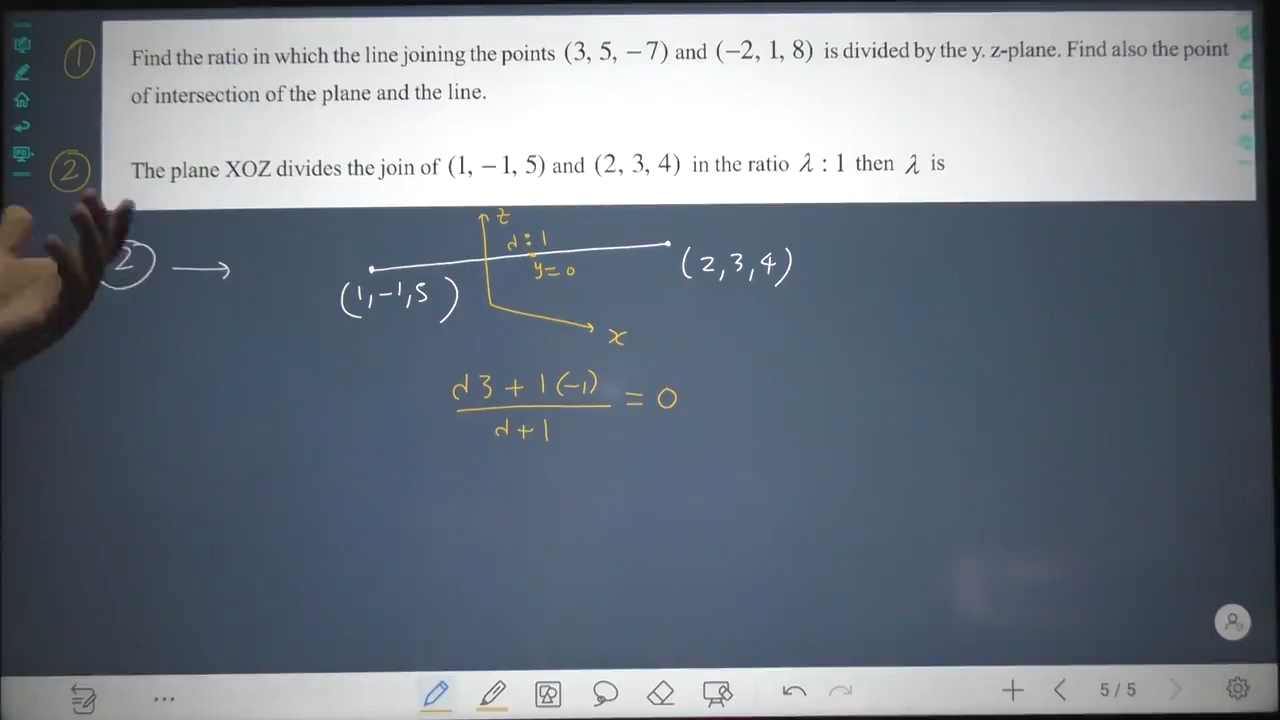 1
Find the ratio in which the line joining the points (3, 5, −7) and (−2, 1, 8) is divided by the y. z-plane. Find also the point
of intersection of the plane and the line.
2
The plane XOZ divides the join of (1, −1, 5) and (2, 3, 4) in the ratio λ : 1 then λ is
z
λ : 1
2 →
y = 0
(2, 3, 4)
(1, −1, 5)
x
λ3 + 1(−1)
= 0
λ + 1
PD
5 / 5